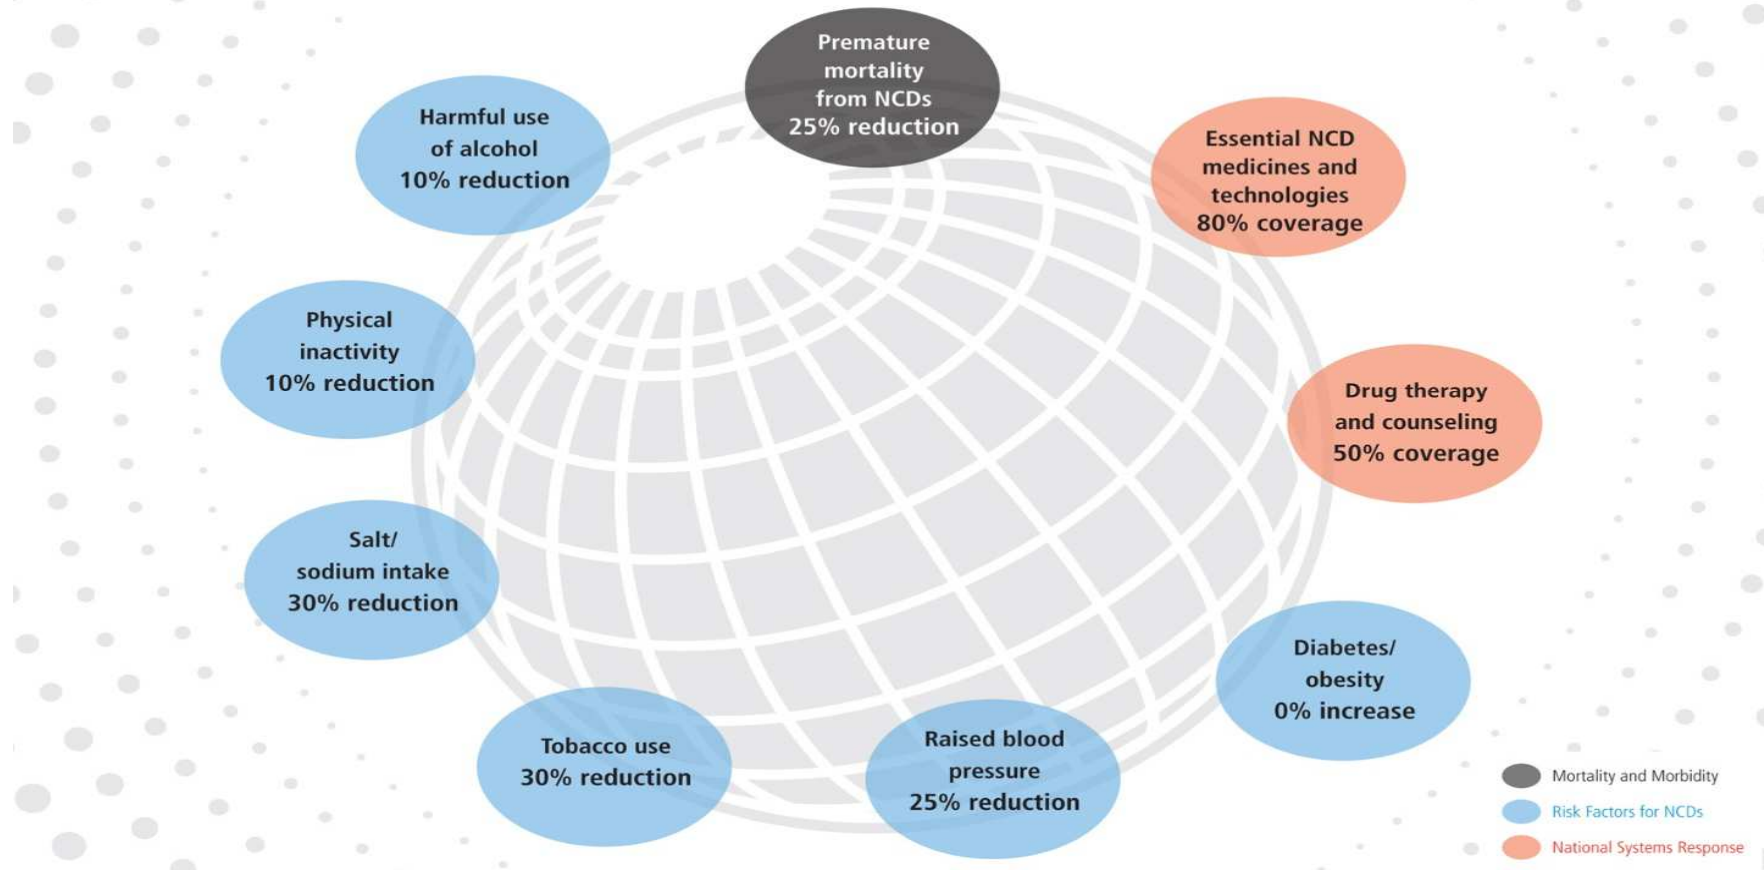 Premature
mortality
from NCDs
25% reduction
Harmful use
of alcohol
10% reduction
Essential NCD
medicines and
technologies
80% coverage
Physical
inactivity
10% reduction
Drug therapy
and counseling
50% coverage
Salt/
sodium intake
30% reduction
Diabetes/
obesity
0% increase
Tobacco use
30% reduction
Raised blood
pressure
25% reduction
Mortality and Morbidity
Risk Factors for NCDs
National Systems Response